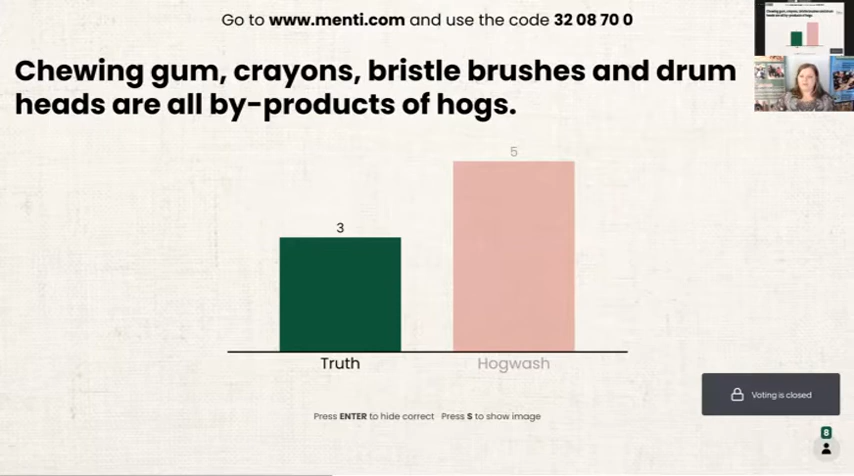 Go to www.menti.com and use the code 32 08 70 0
Chewing gum, crayons, bristle brushes and drum
heads are all by-products of hogs.
5
3
Truth
Hogwash
Voting is closed
Press ENTER to hide correct Press S to show image
8